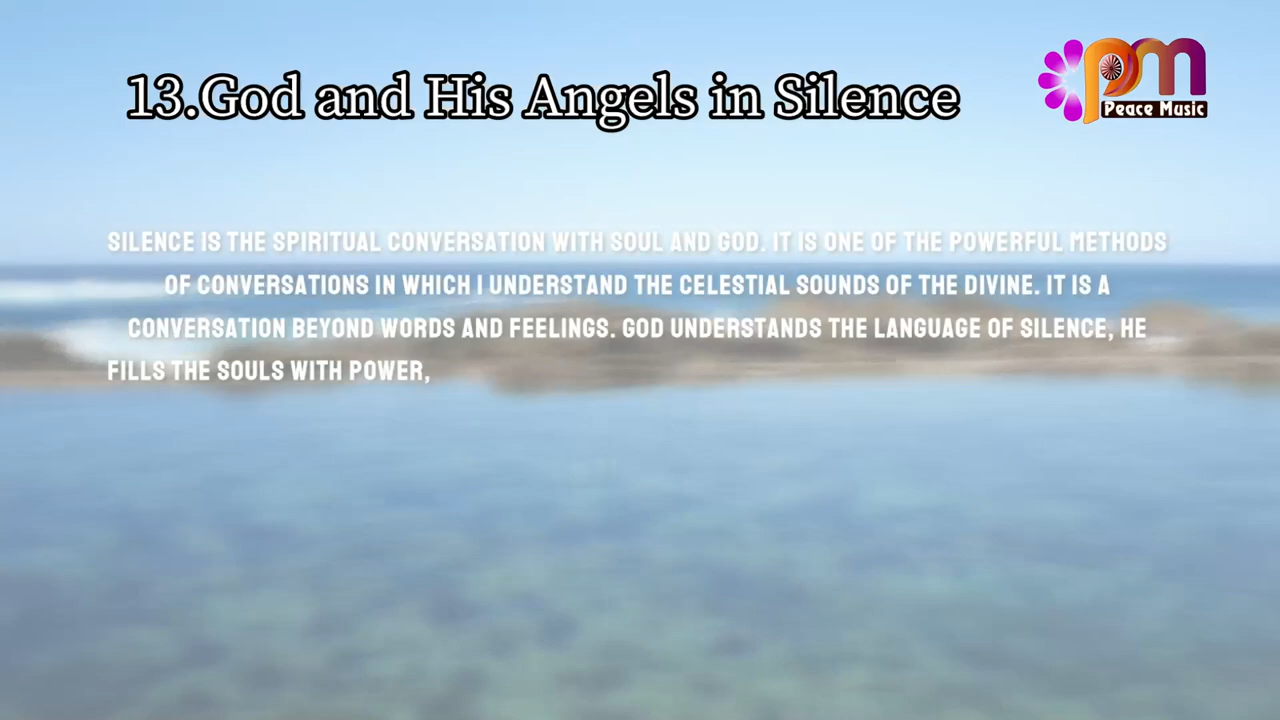 13.God and His Angels in Silence
pm
Peace Music
SILENCE IS THE SPIRITUAL CONVERSATION WITH SOUL AND GOD. IT IS ONE OF THE POWERFUL METHODS
OF CONVERSATIONS IN WHICH I UNDERSTAND THE CELESTIAL SOUNDS OF THE DIVINE. IT IS A
CONVERSATION BEYOND WORDS AND FEELINGS. GOD UNDERSTANDS THE LANGUAGE OF SILENCE, HE
FILLS THE SOULS WITH POWER,